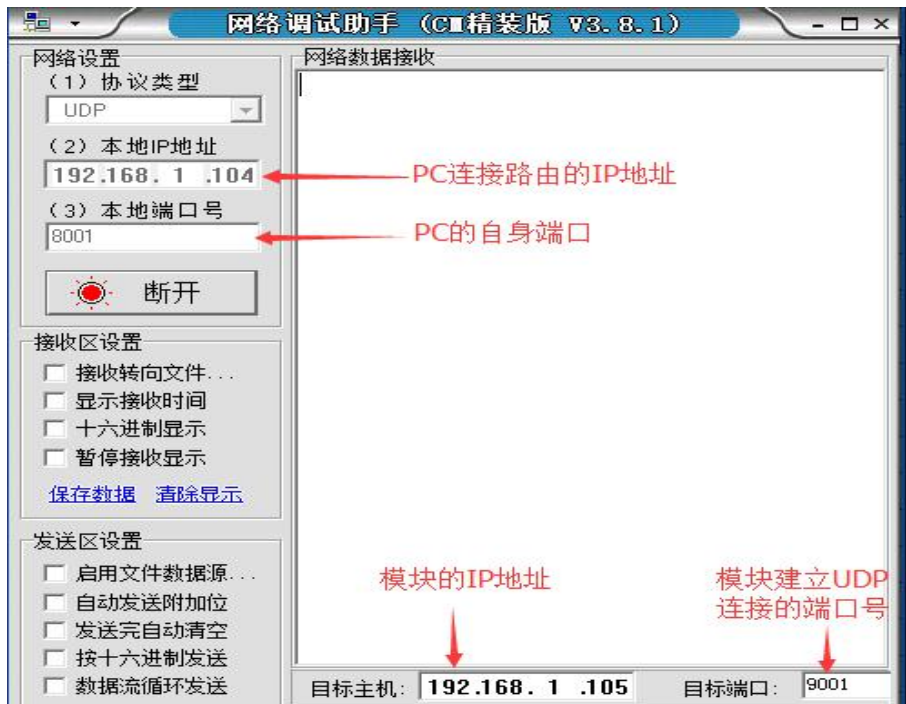 网络调试助手 (CM精装版 V3.8.1)
网络设置
(1) 协议类型
UDP
(2) 本地IP地址
192.168. 1 .104
PC连接路由的IP地址
(3) 本地端口号
8001
PC的自身端口
断开
接收区设置
接收转向文件...
显示接收时间
十六进制显示
暂停接收显示
保存数据 清除显示
发送区设置
启用文件数据源...
自动发送附加位
发送完自动清空
按十六进制发送
数据流循环发送
网络数据接收
模块的IP地址
模块建立UDP
连接的端口号
目标主机: 192.168. 1 .105
目标端口: 9001